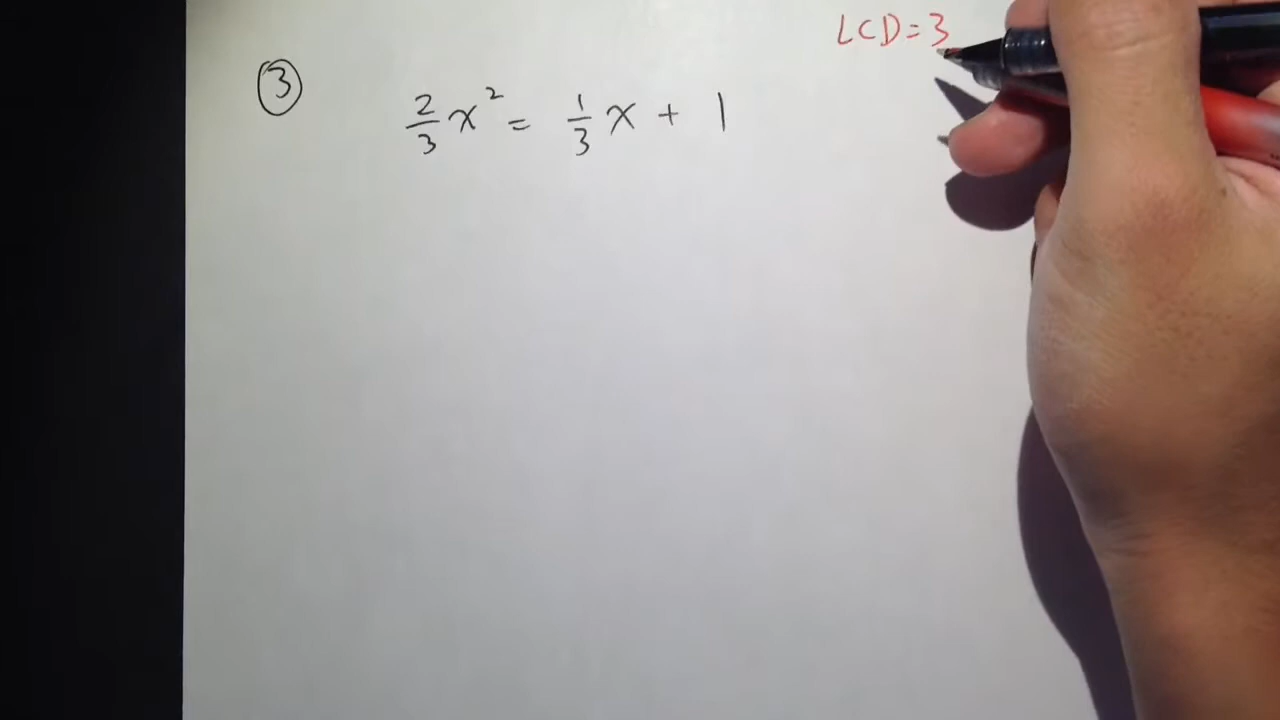 LCD=3
③ 2/3 x² = 1/3 x + 1